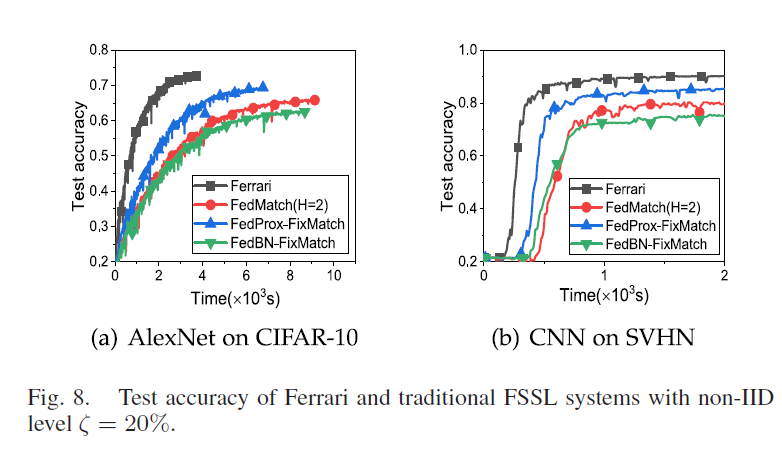 0.8
0.7
0.6
0.5
0.4
0.3
0.2
Test accuracy
Ferrari
FedMatch(H=2)
FedProx-FixMatch
FedBN-FixMatch
0 2 4 6 8 10
Time(×10³s)
(a) AlexNet on CIFAR-10
1.0
0.8
0.6
0.4
0.2
Test accuracy
Ferrari
FedMatch(H=2)
FedProx-FixMatch
FedBN-FixMatch
0 1 2
Time(×10³s)
(b) CNN on SVHN
Fig. 8. Test accuracy of Ferrari and traditional FSSL systems with non-IID
level ζ = 20%.